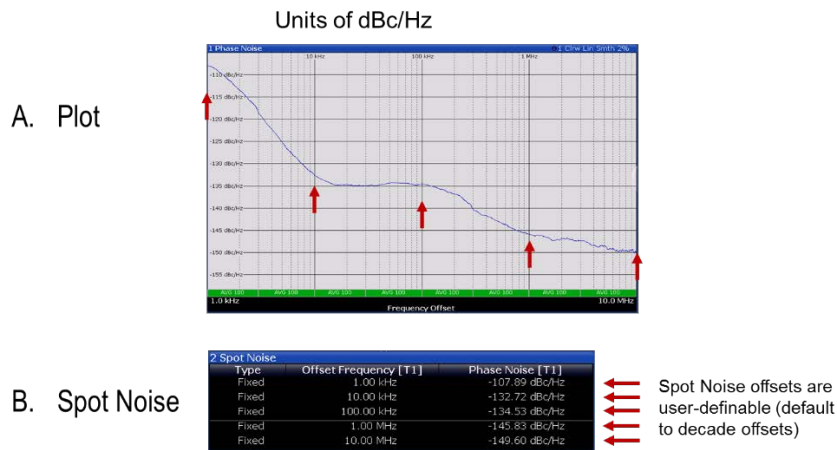 Units of dBc/Hz
1 Phase Noise
1 Clrw Lin Smth 2%
10 kHz
100 kHz
1 MHz
-110 dBc/Hz
-115 dBc/Hz
-120 dBc/Hz
-125 dBc/Hz
-130 dBc/Hz
-135 dBc/Hz
-140 dBc/Hz
-145 dBc/Hz
-150 dBc/Hz
-155 dBc/Hz
AVG 100 AVG 100 AVG 100 AVG 100 AVG 100 AVG 100 AVG 100 AVG 100
1.0 kHz
10.0 MHz
Frequency Offset
A. Plot
B. Spot Noise
2 Spot Noise
Type Offset Frequency [T1] Phase Noise [T1]
Fixed 1.00 kHz -107.89 dBc/Hz
Fixed 10.00 kHz -132.72 dBc/Hz
Fixed 100.00 kHz -134.53 dBc/Hz
Fixed 1.00 MHz -145.83 dBc/Hz
Fixed 10.00 MHz -149.60 dBc/Hz
Spot Noise offsets are
user-definable (default
to decade offsets)